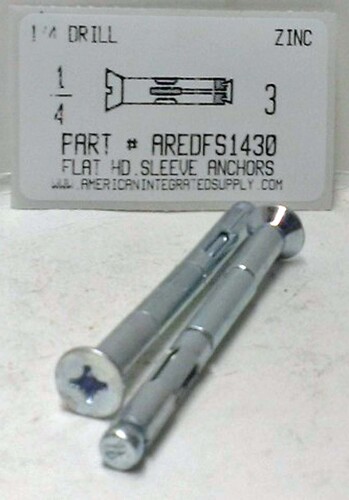 1/4 DRILL ZINC
1/4 3
PART # AREDFS1430
FLAT HD. SLEEVE ANCHORS
WWW.AMERICANINTEGRATEDSUPPLY.COM